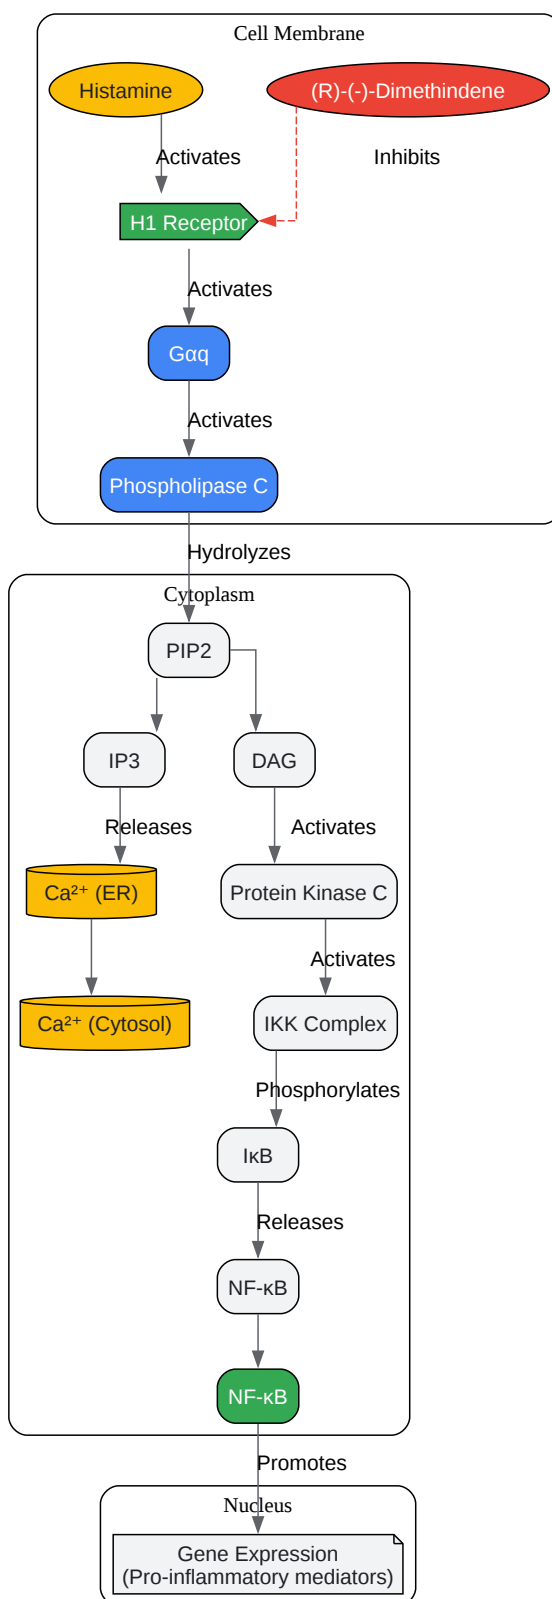 Cell Membrane
Histamine
(R)-(-)-Dimethindene
Activates
Inhibits
H1 Receptor
Activates
Gαq
Activates
Phospholipase C
Hydrolyzes
Cytoplasm
PIP2
IP3
DAG
Releases
Activates
Ca²⁺ (ER)
Protein Kinase C
Activates
Ca²⁺ (Cytosol)
IKK Complex
Phosphorylates
IκB
Releases
NF-κB
NF-κB
Promotes
Nucleus
Gene Expression
(Pro-inflammatory mediators)